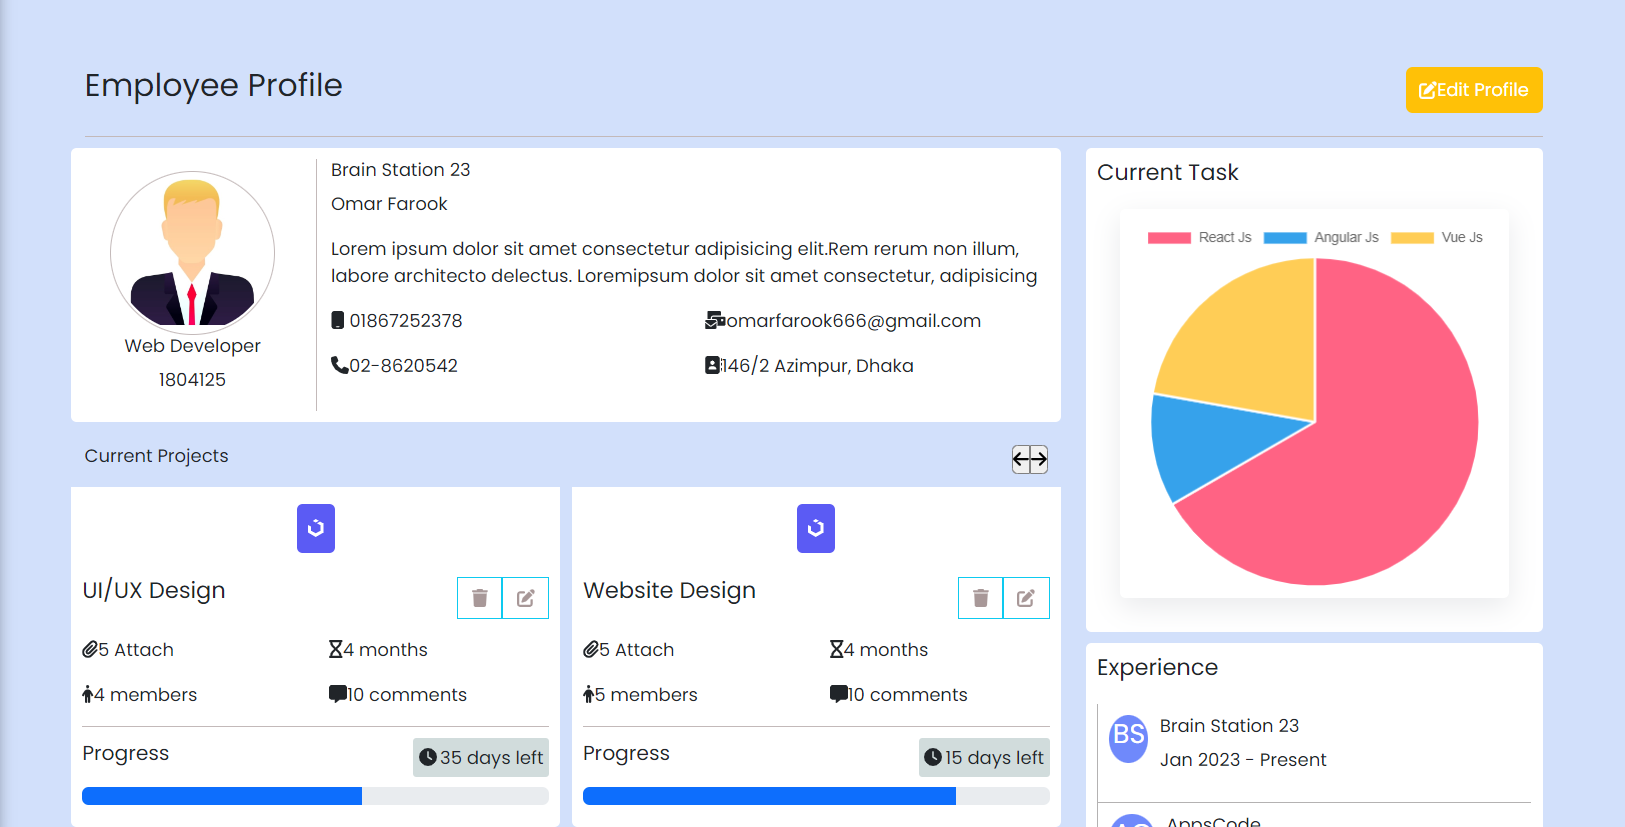 Employee Profile
Edit Profile
Brain Station 23
Omar Farook
Lorem ipsum dolor sit amet consectetur adipisicing elit.Rem rerum non illum,
labore architecto delectus. Loremipsum dolor sit amet consectetur, adipisicing
01867252378
omarfarook666@gmail.com
02-8620542
146/2 Azimpur, Dhaka
Web Developer
1804125
Current Task
React Js
Angular Js
Vue Js
Current Projects
UI/UX Design
5 Attach
4 months
4 members
10 comments
Progress
35 days left
Website Design
5 Attach
4 months
5 members
10 comments
Progress
15 days left
Experience
BS
Brain Station 23
Jan 2023 - Present
AppsCode